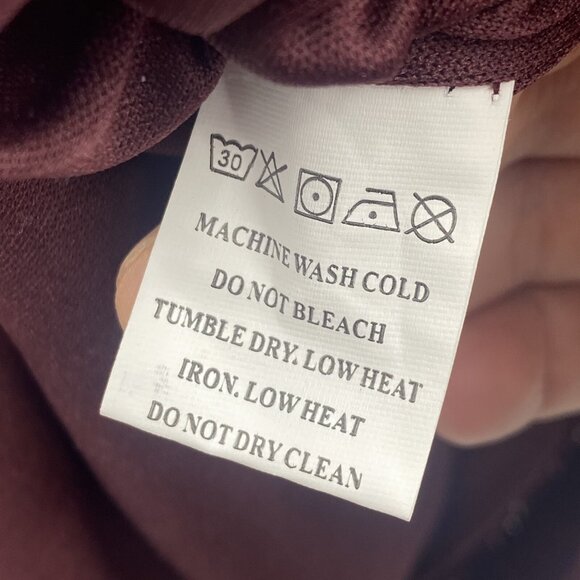 30
MACHINE WASH COLD
DO NOT BLEACH
TUMBLE DRY. LOW HEAT
IRON. LOW HEAT
DO NOT DRY CLEAN